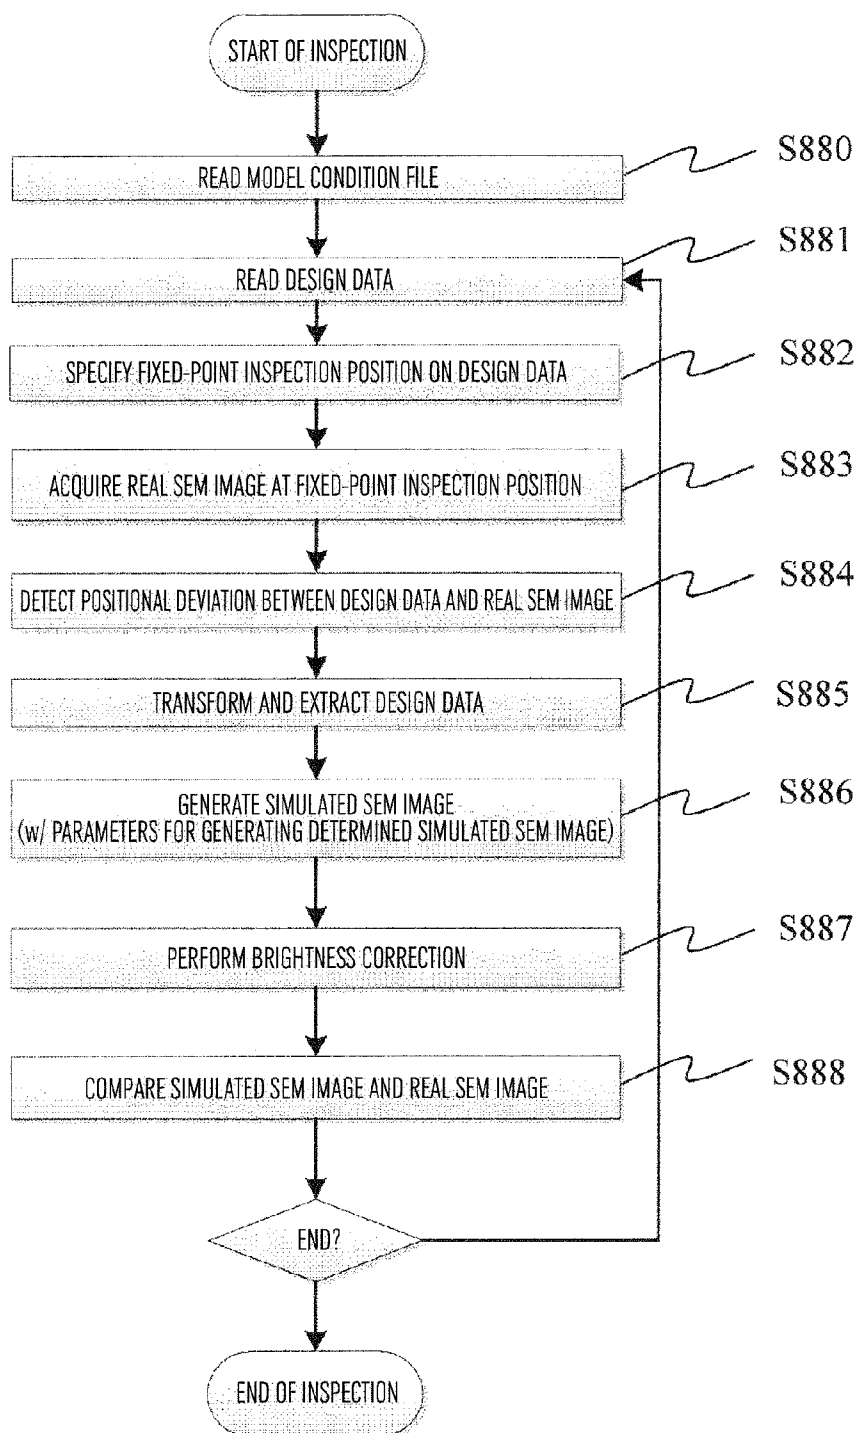 START OF INSPECTION
READ MODEL CONDITION FILE
S880
READ DESIGN DATA
S881
SPECIFY FIXED-POINT INSPECTION POSITION ON DESIGN DATA
S882
ACQUIRE REAL SEM IMAGE AT FIXED-POINT INSPECTION POSITION
S883
DETECT POSITIONAL DEVIATION BETWEEN DESIGN DATA AND REAL SEM IMAGE
S884
TRANSFORM AND EXTRACT DESIGN DATA
S885
GENERATE SIMULATED SEM IMAGE
(w/ PARAMETERS FOR GENERATING DETERMINED SIMULATED SEM IMAGE)
S886
PERFORM BRIGHTNESS CORRECTION
S887
COMPARE SIMULATED SEM IMAGE AND REAL SEM IMAGE
S888
END?
END OF INSPECTION